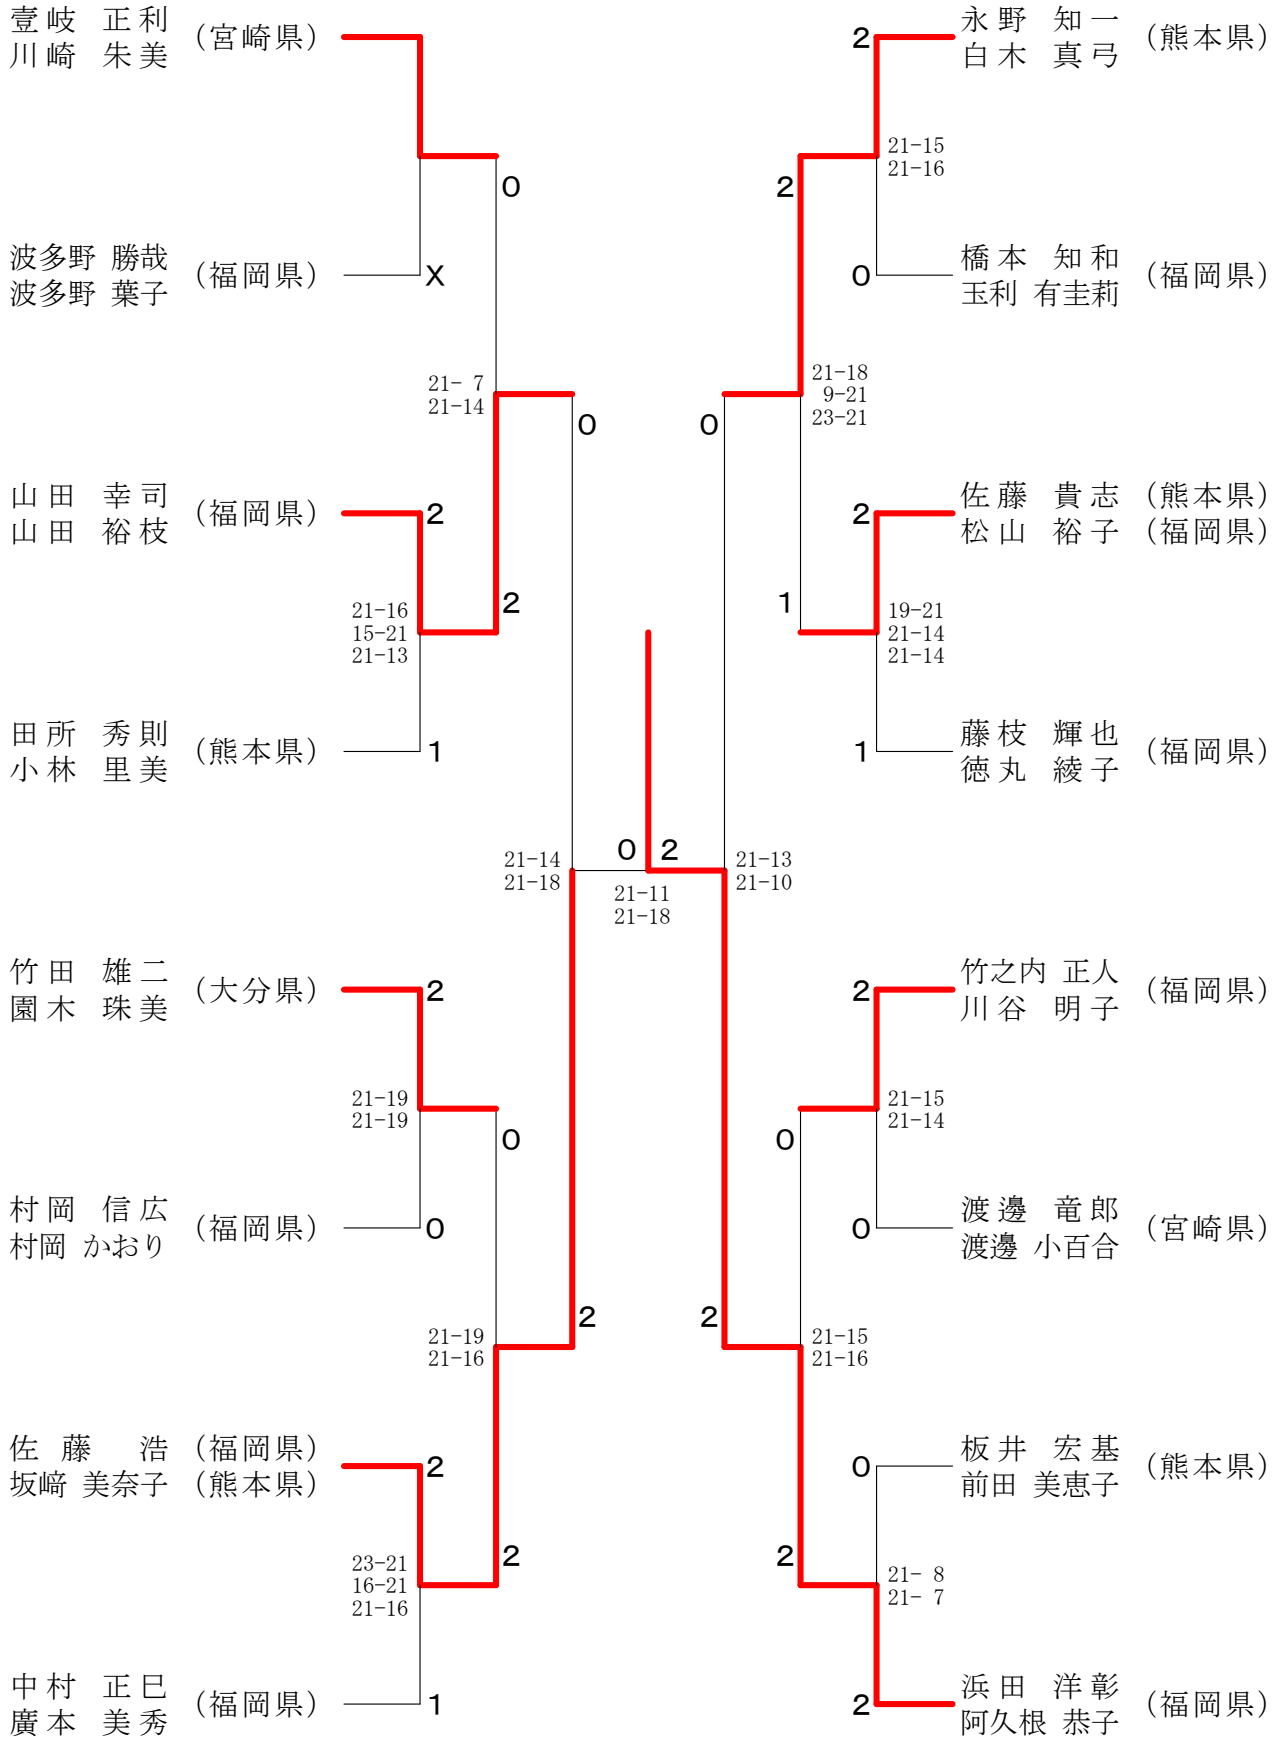 壹岐 正利 (宮崎県)
川崎 朱美
X
波多野 勝哉 (福岡県)
波多野 葉子
0
21- 7
21-14
山田 幸司 (福岡県) 2
山田 裕枝
21-16
15-21
21-13
2
田所 秀則 (熊本県) 1
小林 里美
0
21-14
21-18
竹田 雄二 (大分県) 2
園木 珠美
21-19
21-19
0
村岡 信広 (福岡県) 0
村岡 かおり
21-19
21-16
2
佐藤 浩 (福岡県) 2
坂﨑 美奈子 (熊本県)
23-21
16-21
21-16
2
中村 正巳 (福岡県) 1
廣本 美秀
0 2
21-11
21-18
2 永野 知一 (熊本県)
白木 真弓
21-15
21-16
2
0 橋本 知和 (福岡県)
玉利 有圭莉
21-18
9-21
23-21
0
2 佐藤 貴志 (熊本県)
松山 裕子 (福岡県)
19-21
21-14
21-14
1
1 藤枝 輝也 (福岡県)
徳丸 綾子
21-13
21-10
2 竹之内 正人 (福岡県)
川谷 明子
21-15
21-14
0
0 渡邊 竜郎 (宮崎県)
渡邊 小百合
2
21-15
21-16
0 板井 宏基 (熊本県)
前田 美恵子
2
21- 8
21- 7
2 浜田 洋彰 (福岡県)
阿久根 恭子